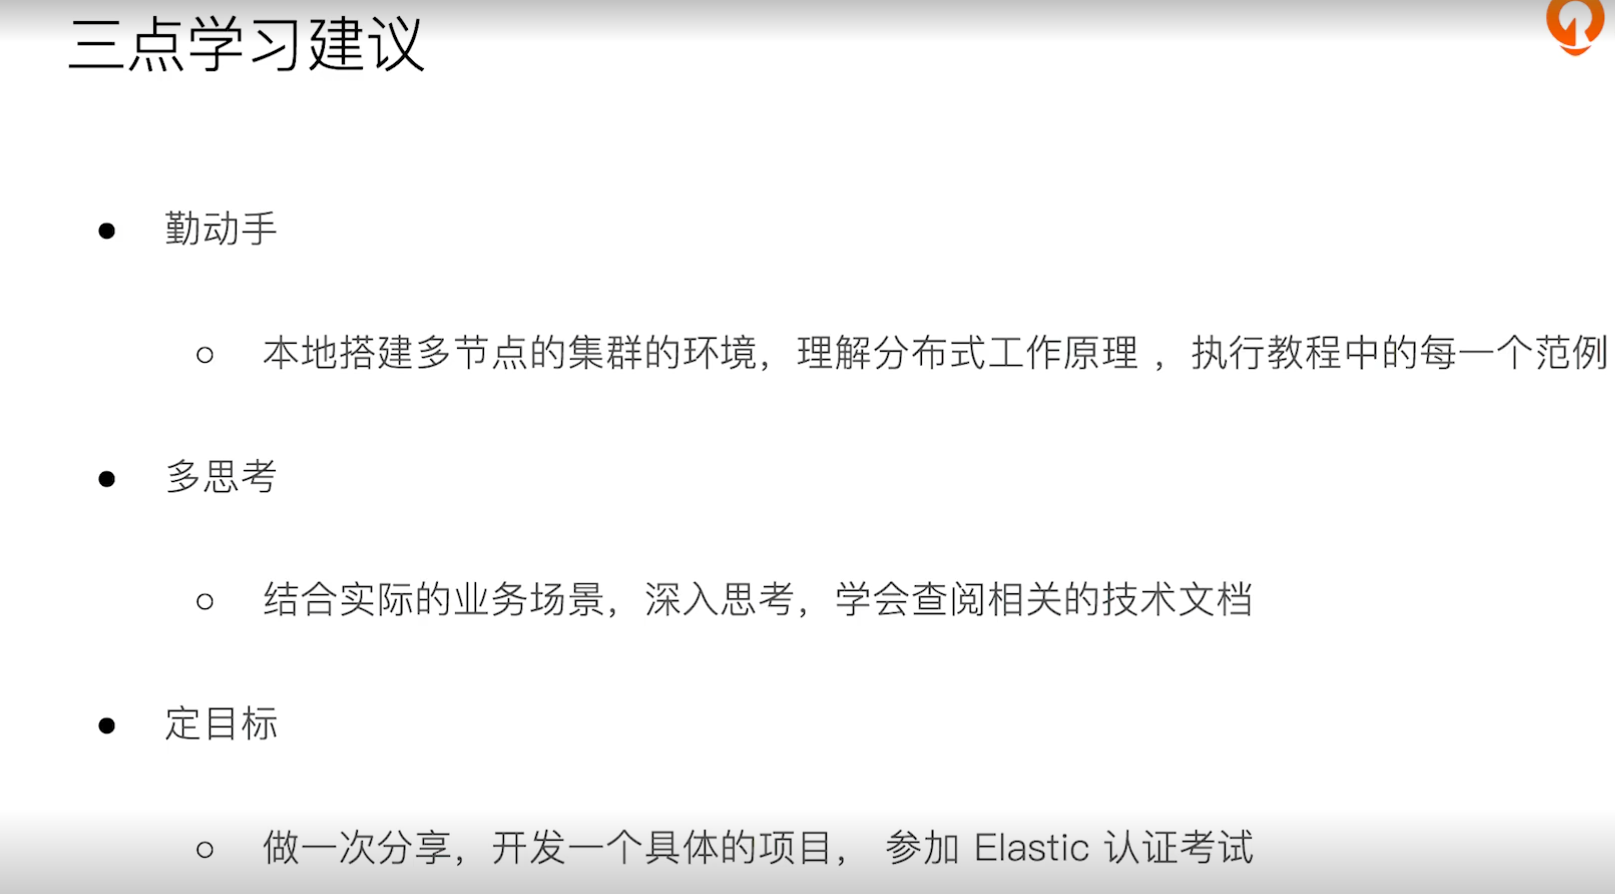 三点学习建议
勤动手
本地搭建多节点的集群的环境，理解分布式工作原理 ，执行教程中的每一个范例
多思考
结合实际的业务场景，深入思考，学会查阅相关的技术文档
定目标
做一次分享，开发一个具体的项目， 参加 Elastic 认证考试